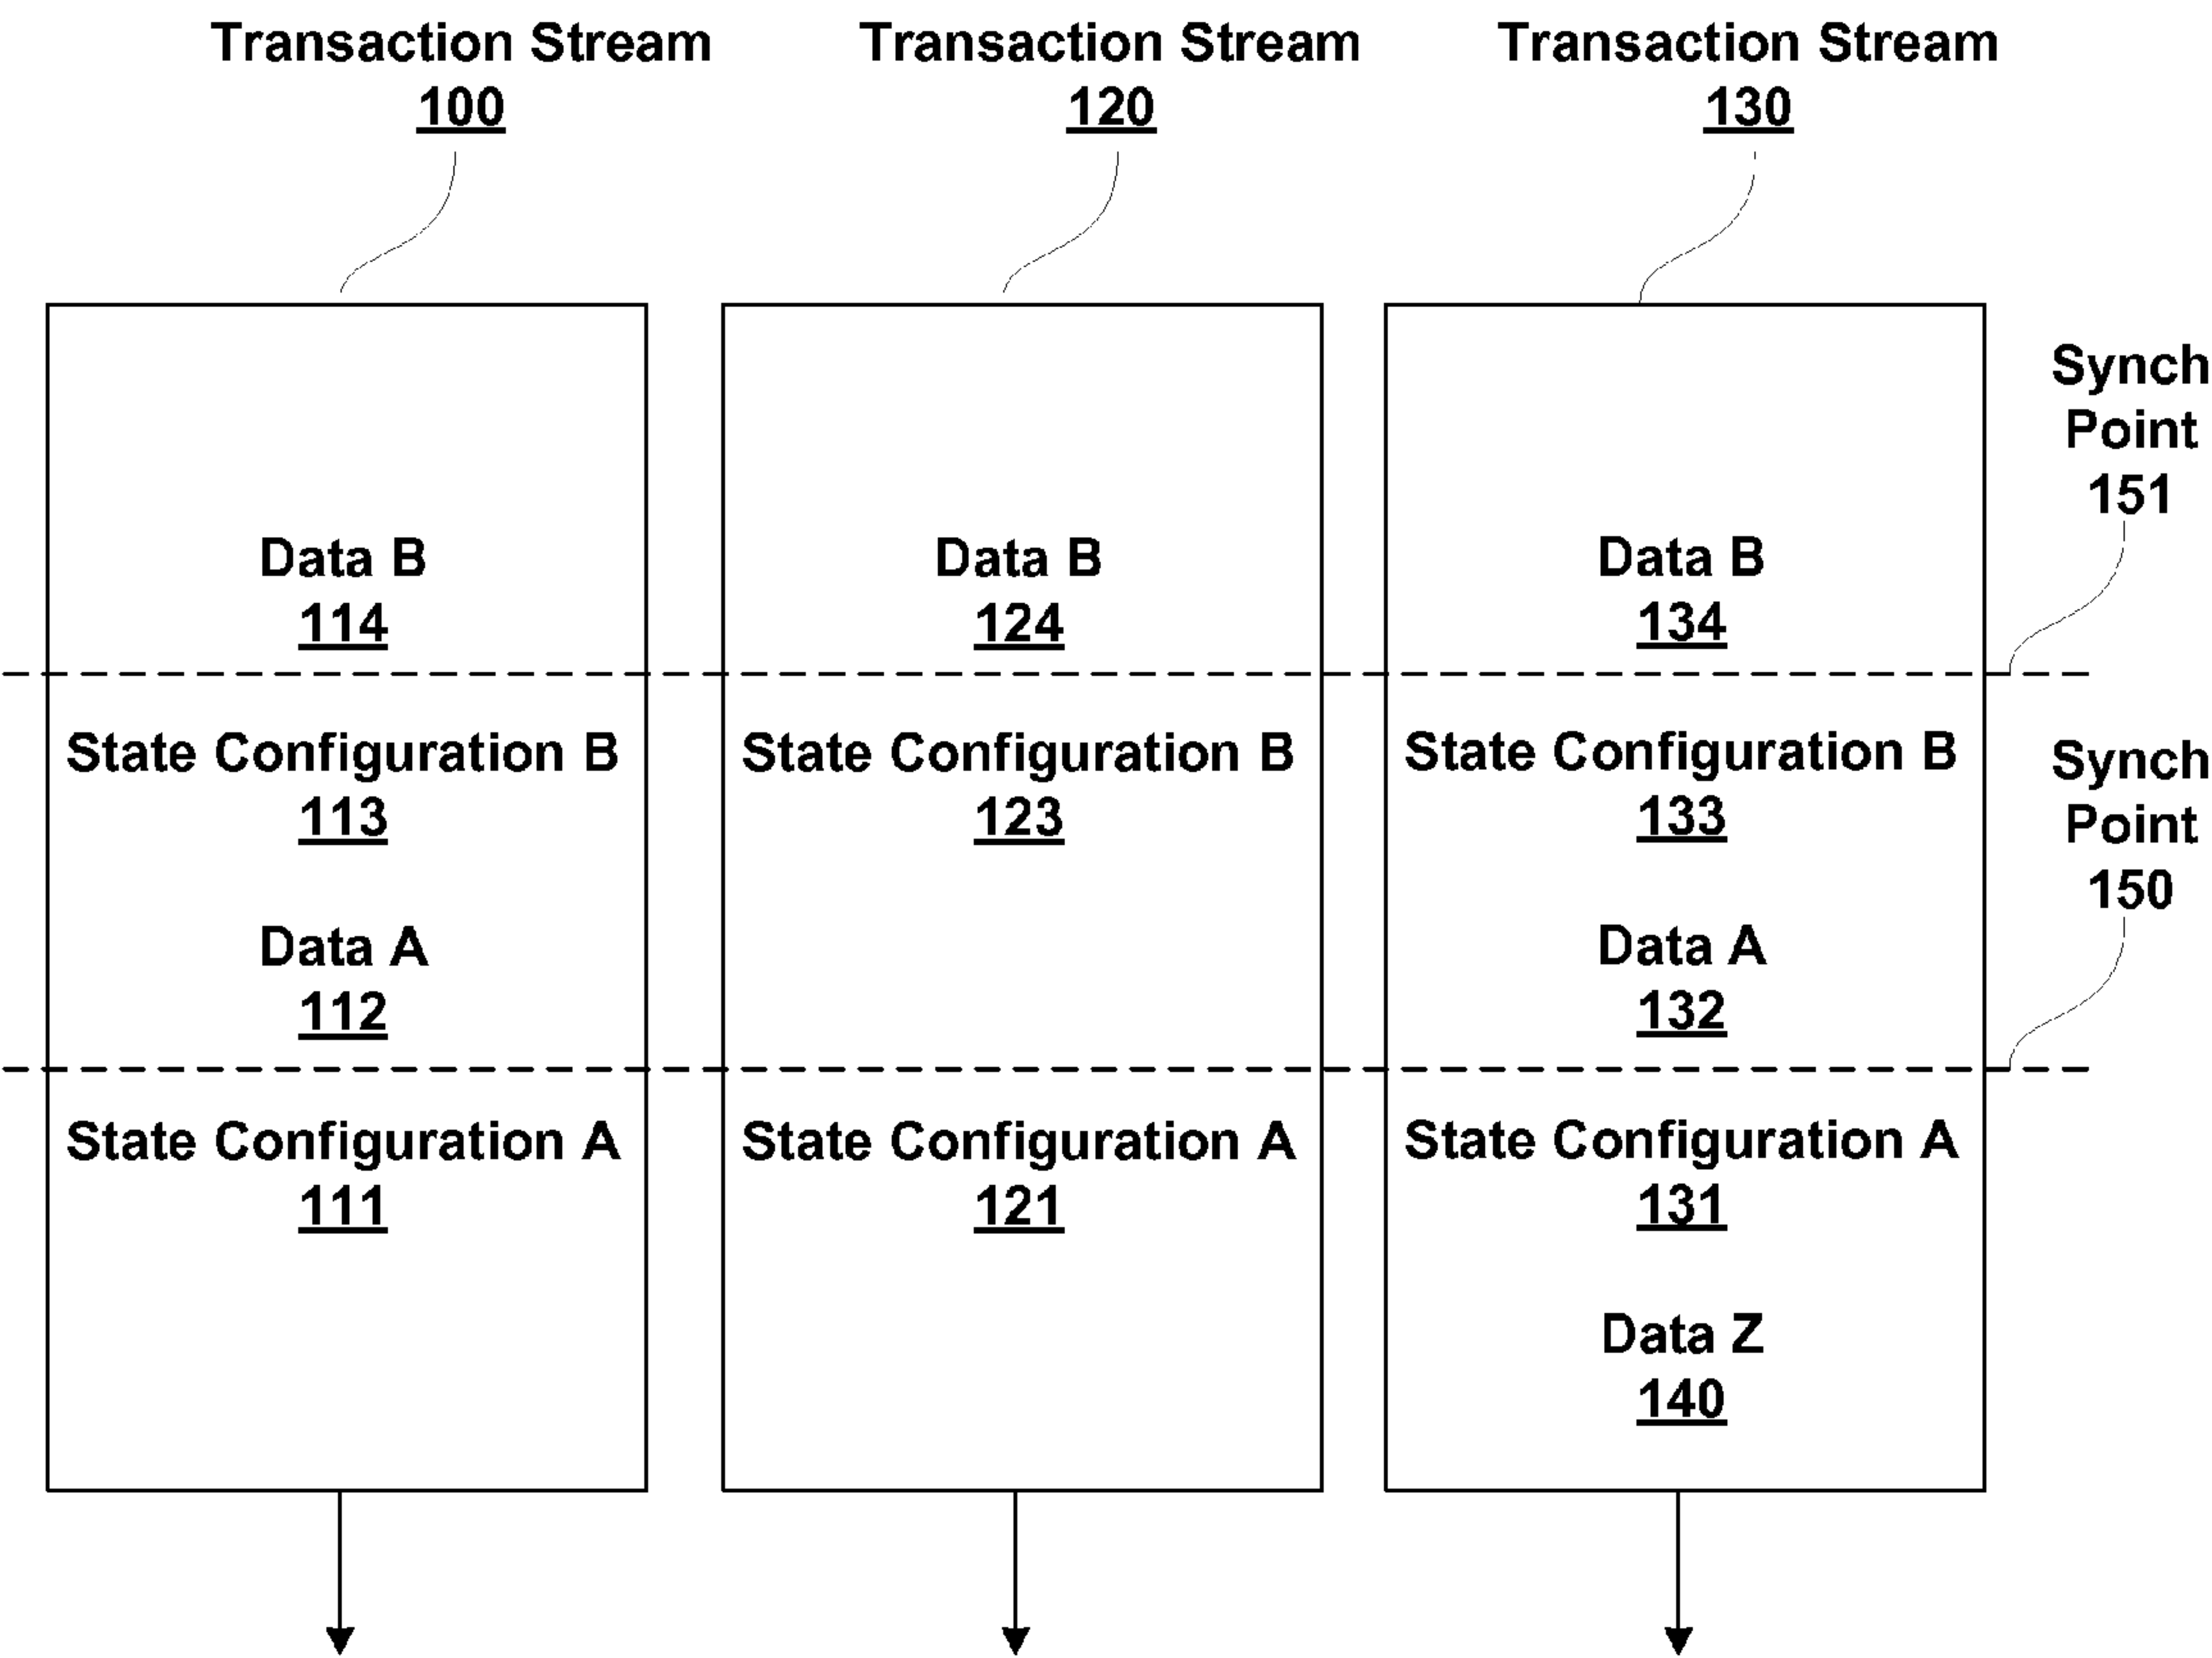 Transaction Stream
100
Transaction Stream
120
Transaction Stream
130
Synch
Point
151
Data B
114
Data B
124
Data B
134
State Configuration B
113
State Configuration B
123
State Configuration B
133
Synch
Point
150
Data A
112
Data A
132
State Configuration A
111
State Configuration A
121
State Configuration A
131
Data Z
140